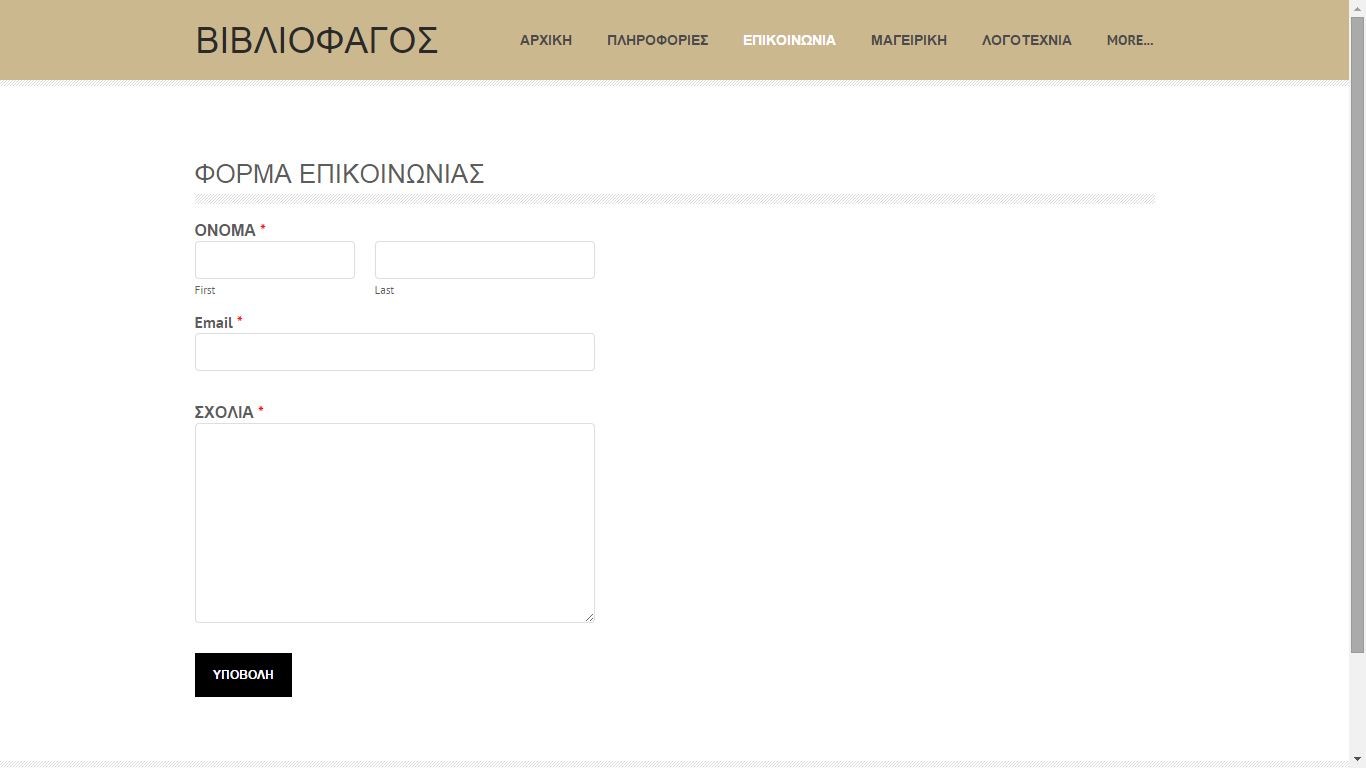 ΒΙΒΛΙΟΦΑΓΟΣ
ΑΡΧΙΚΗ ΠΛΗΡΟΦΟΡΙΕΣ ΕΠΙΚΟΙΝΩΝΙΑ ΜΑΓΕΙΡΙΚΗ ΛΟΓΟΤΕΧΝΙΑ MORE...
ΦΟΡΜΑ ΕΠΙΚΟΙΝΩΝΙΑΣ
ΟΝΟΜΑ *
First Last
Email *
ΣΧΟΛΙΑ *
ΥΠΟΒΟΛΗ